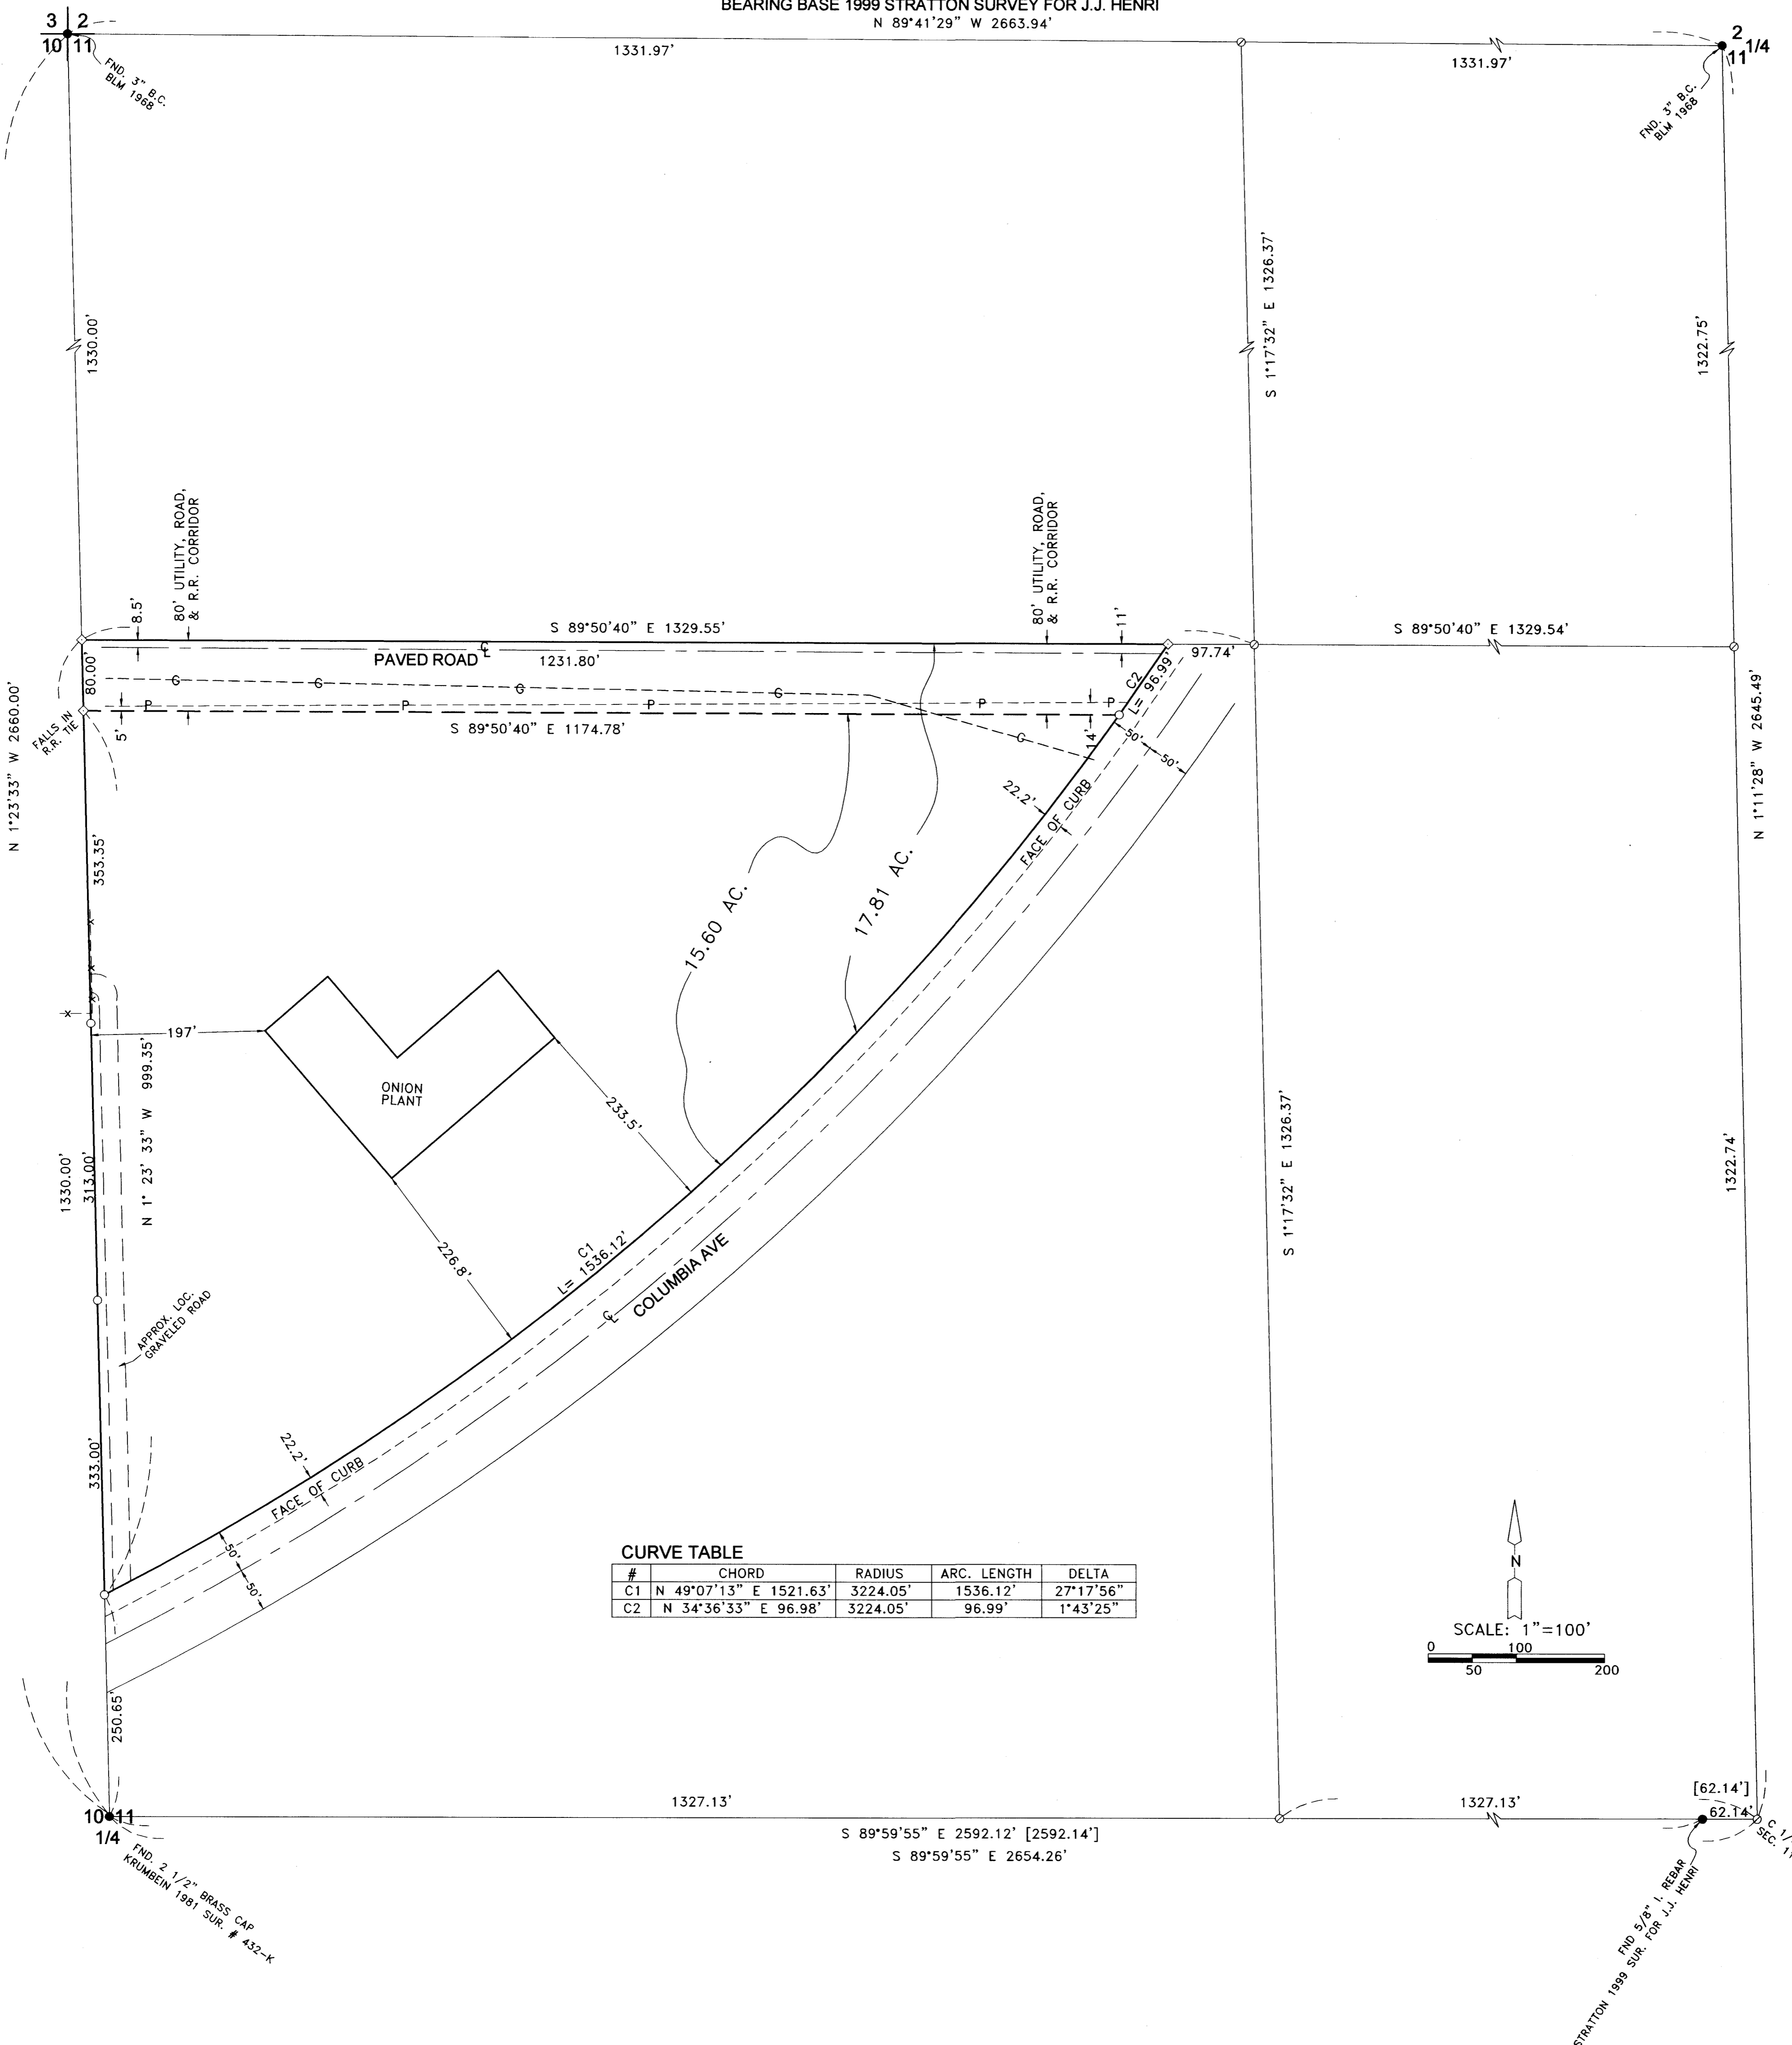 BEARING BASE 1999 STRATTON SURVEY FOR J.J. HENRI
N 89°41'29" W 2663.94'
3 2
10 11
1331.97'
1331.97'
2
11 1/4
FND. 3" B.C.
BLM 1968
FND. 3" B.C.
BLM 1968
1330.00'
S 1°17'32" E 1326.37'
1322.75'
8.5'
80' UTILITY, ROAD,
& R.R. CORRIDOR
80' UTILITY, ROAD,
& R.R. CORRIDOR
11'
S 89°50'40" E 1329.55'
S 89°50'40" E 1329.54'
PAVED ROAD
CL
1231.80'
97.74'
80.00'
G G G G
C2
L= 96.99'
P P P P P
FALLS IN
R.R. TIE
5'
S 89°50'40" E 1174.78'
G
14'
50'
50'
N 1°23'33" W 2660.00'
N 1°11'28" W 2645.49'
22.2'
FACE OF CURB
353.35'
15.60 AC.
17.81 AC.
X
X
X
X
197'
ONION
PLANT
233.5'
N 1° 23' 33" W 999.35'
1330.00'
313.00'
S 1°17'32" E 1326.37'
1322.74'
226.8'
C1
L= 1536.12'
CL
COLUMBIA AVE
APPROX. LOC.
GRAVELED ROAD
333.00'
22.2'
FACE OF CURB
50'
50'
CURVE TABLE
# CHORD RADIUS ARC. LENGTH DELTA
C1 N 49°07'13" E 1521.63' 3224.05' 1536.12' 27°17'56"
C2 N 34°36'33" E 96.98' 3224.05' 96.99' 1°43'25"
N
SCALE: 1"=100'
0 100
50 200
250.65'
10 11
1/4
1327.13'
1327.13'
[62.14']
62.14'
S 89°59'55" E 2592.12' [2592.14']
S 89°59'55" E 2654.26'
C 1/
SEC. 11
FND. 2 1/2" BRASS CAP
KRUMBEIN 1981 SUR. # 432-K
FND 5/8" I. REBAR
STRATTON 1999 SUR. FOR J.J. HENRI